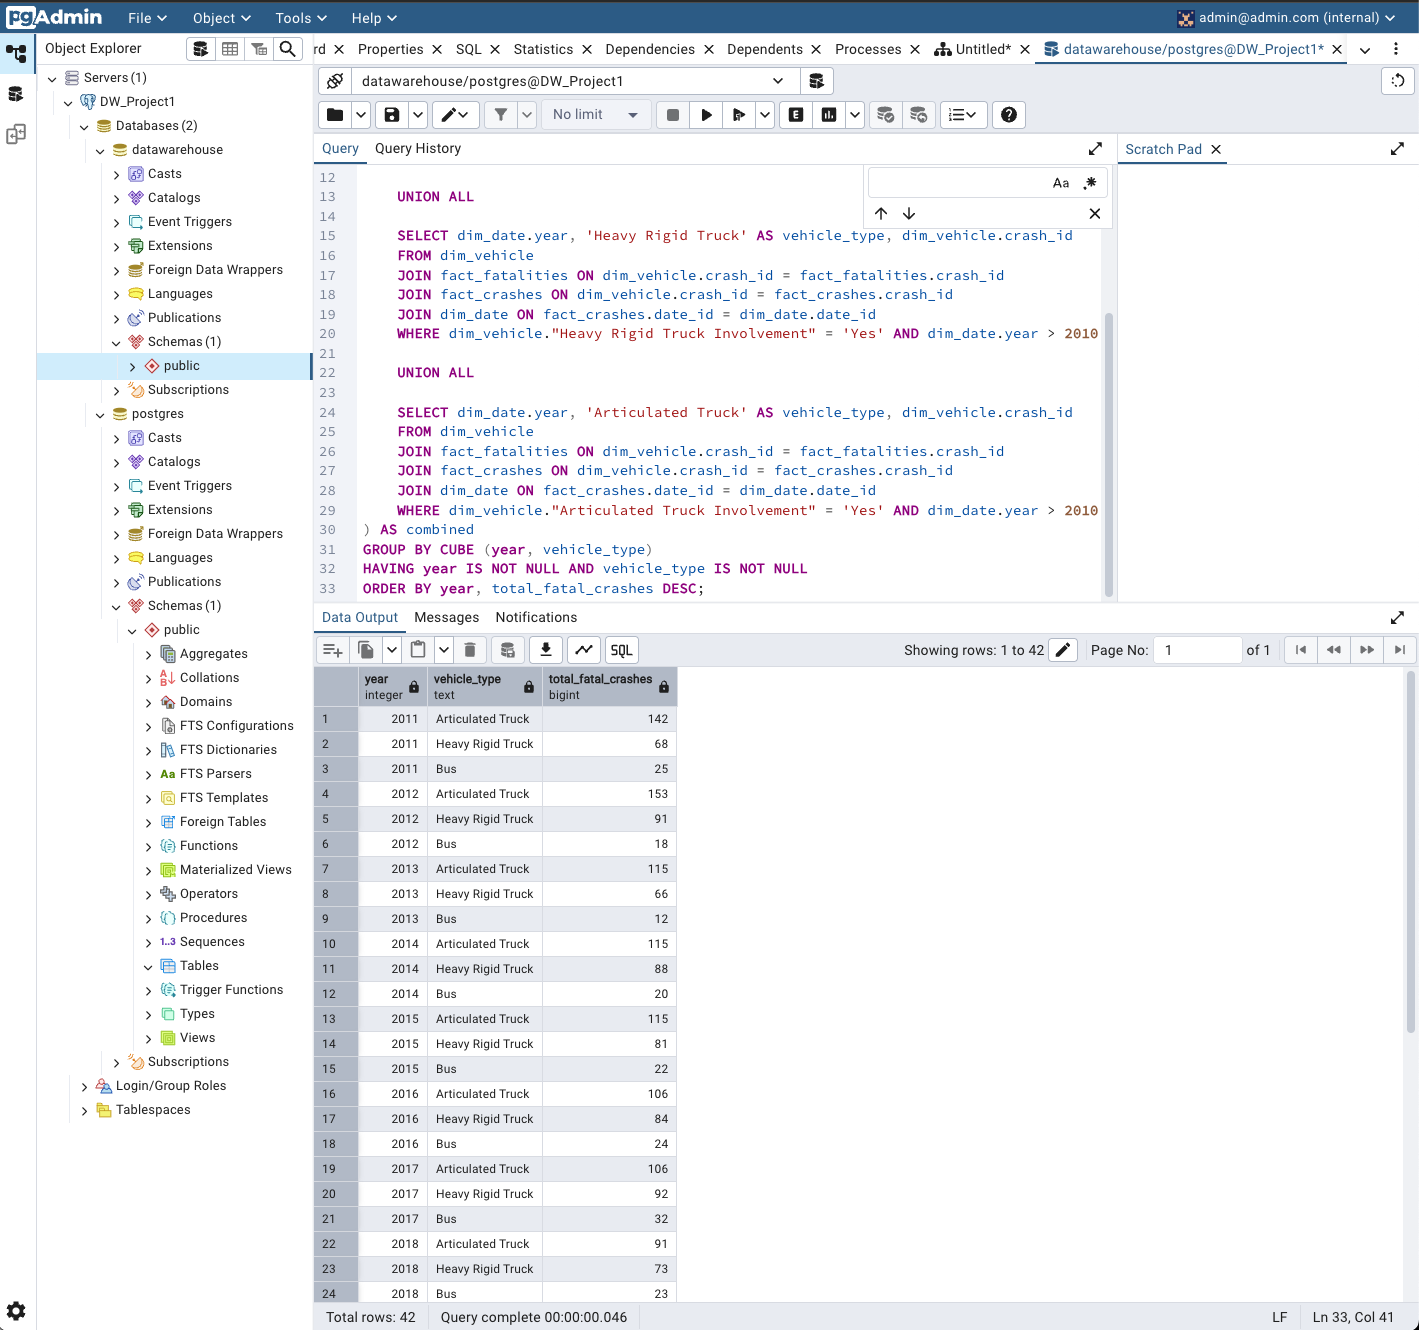 pgAdmin File Object Tools Help admin@admin.com (internal)
Object Explorer
rd Properties SQL Statistics Dependencies Dependents Processes Untitled* datawarehouse/postgres@DW_Project1*
Servers (1)
DW_Project1
Databases (2)
datawarehouse
Casts
Catalogs
Event Triggers
Extensions
Foreign Data Wrappers
Languages
Publications
Schemas (1)
public
Subscriptions
postgres
Casts
Catalogs
Event Triggers
Extensions
Foreign Data Wrappers
Languages
Publications
Schemas (1)
public
Aggregates
Collations
Domains
FTS Configurations
FTS Dictionaries
Aa FTS Parsers
FTS Templates
Foreign Tables
Functions
Materialized Views
Operators
Procedures
1..3 Sequences
Tables
Trigger Functions
Types
Views
Subscriptions
Login/Group Roles
Tablespaces
datawarehouse/postgres@DW_Project1
No limit
E
Query Query History
Scratch Pad
Aa .*
12
13 UNION ALL
14
15 SELECT dim_date.year, 'Heavy Rigid Truck' AS vehicle_type, dim_vehicle.crash_id
16 FROM dim_vehicle
17 JOIN fact_fatalities ON dim_vehicle.crash_id = fact_fatalities.crash_id
18 JOIN fact_crashes ON dim_vehicle.crash_id = fact_crashes.crash_id
19 JOIN dim_date ON fact_crashes.date_id = dim_date.date_id
20 WHERE dim_vehicle."Heavy Rigid Truck Involvement" = 'Yes' AND dim_date.year > 2010
21
22 UNION ALL
23
24 SELECT dim_date.year, 'Articulated Truck' AS vehicle_type, dim_vehicle.crash_id
25 FROM dim_vehicle
26 JOIN fact_fatalities ON dim_vehicle.crash_id = fact_fatalities.crash_id
27 JOIN fact_crashes ON dim_vehicle.crash_id = fact_crashes.crash_id
28 JOIN dim_date ON fact_crashes.date_id = dim_date.date_id
29 WHERE dim_vehicle."Articulated Truck Involvement" = 'Yes' AND dim_date.year > 2010
30 ) AS combined
31 GROUP BY CUBE (year, vehicle_type)
32 HAVING year IS NOT NULL AND vehicle_type IS NOT NULL
33 ORDER BY year, total_fatal_crashes DESC;
Data Output Messages Notifications
SQL Showing rows: 1 to 42 Page No: 1 of 1
year vehicle_type total_fatal_crashes
integer text bigint
1 2011 Articulated Truck 142
2 2011 Heavy Rigid Truck 68
3 2011 Bus 25
4 2012 Articulated Truck 153
5 2012 Heavy Rigid Truck 91
6 2012 Bus 18
7 2013 Articulated Truck 115
8 2013 Heavy Rigid Truck 66
9 2013 Bus 12
10 2014 Articulated Truck 115
11 2014 Heavy Rigid Truck 88
12 2014 Bus 20
13 2015 Articulated Truck 115
14 2015 Heavy Rigid Truck 81
15 2015 Bus 22
16 2016 Articulated Truck 106
17 2016 Heavy Rigid Truck 84
18 2016 Bus 24
19 2017 Articulated Truck 106
20 2017 Heavy Rigid Truck 92
21 2017 Bus 32
22 2018 Articulated Truck 91
23 2018 Heavy Rigid Truck 73
24 2018 Bus 23
Total rows: 42 Query complete 00:00:00.046 LF Ln 33, Col 41